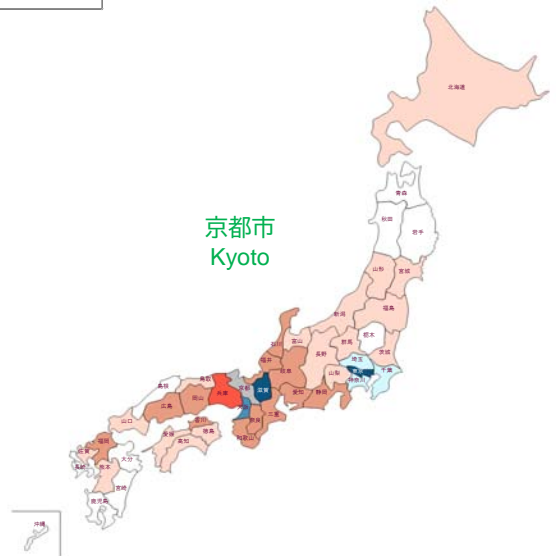 北海道
青森
秋田
岩手
京都市
Kyoto
山形
宮城
福島
新潟
石川
富山
栃木
群馬
茨城
長野
福井
岐阜
埼玉
東京
千葉
山梨
神奈川
鳥取
島根
兵庫
京都
滋賀
愛知
静岡
岡山
広島
大阪
三重
奈良
香川
山口
徳島
愛媛
和歌山
高知
福岡
佐賀
大分
長崎
熊本
宮崎
鹿児島
沖縄